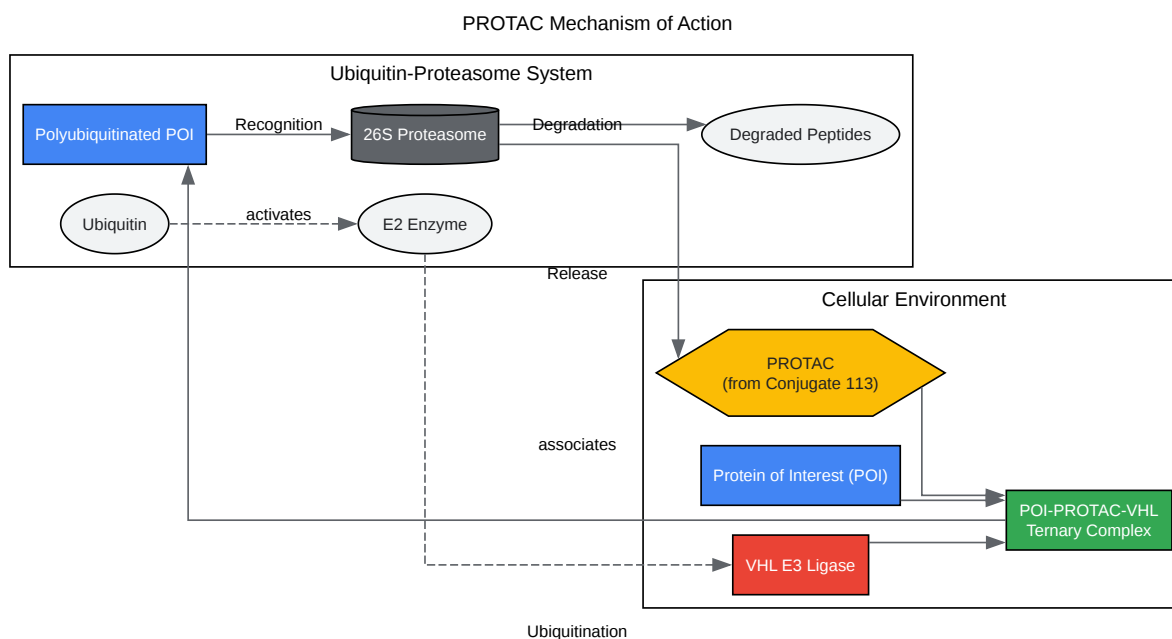 PROTAC Mechanism of Action
Ubiquitin-Proteasome System
Polyubiquitinated POI
Recognition
26S Proteasome
Degradation
Degraded Peptides
Ubiquitin
activates
E2 Enzyme
Release
Cellular Environment
PROTAC
(from Conjugate 113)
associates
Protein of Interest (POI)
POI-PROTAC-VHL
Ternary Complex
VHL E3 Ligase
Ubiquitination